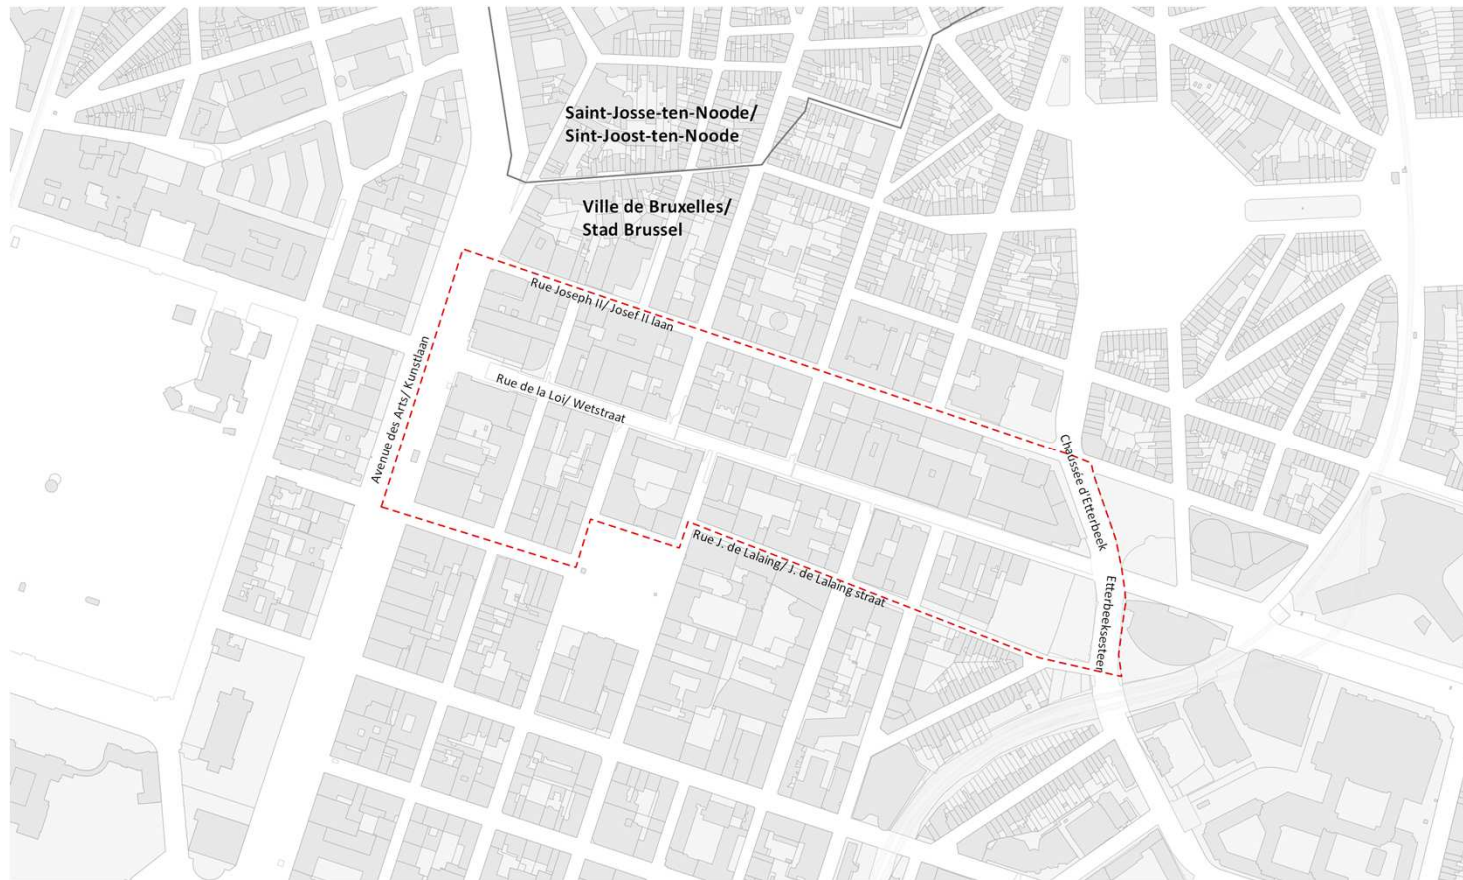 Saint-Josse-ten-Noode/
Sint-Joost-ten-Noode
Ville de Bruxelles/
Stad Brussel
Rue Joseph II/ Josef II laan
Avenue des Arts/ Kunstlaan
Rue de la Loi/ Wetstraat
Chaussée d'Etterbeek
Rue J. de Lalaing/ J. de Lalaing straat
Etterbeeksesteen